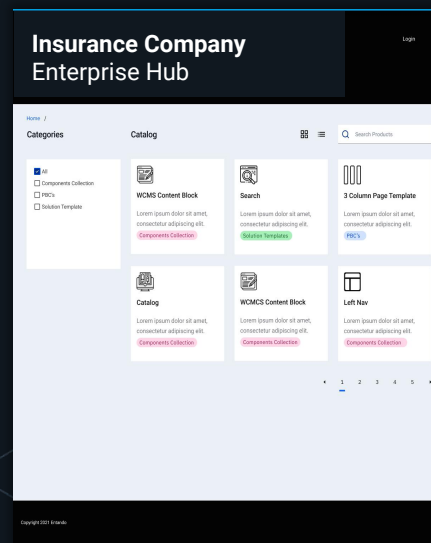 Insurance Company
Enterprise Hub
Login
Home /
Categories
Catalog
Search Products
All
Components Collection
PBC's
Solution Template
WCMS Content Block
Lorem ipsum dolor sit amet,
consectetur adipiscing elit.
Components Collection
Search
Lorem ipsum dolor sit amet,
consectetur adipiscing elit.
Solution Templates
3 Column Page Template
Lorem ipsum dolor sit amet,
consectetur adipiscing elit.
PBC's
Catalog
Lorem ipsum dolor sit amet,
consectetur adipiscing elit.
Components Collection
WCMCS Content Block
Lorem ipsum dolor sit amet,
consectetur adipiscing elit.
Components Collection
Left Nav
Lorem ipsum dolor sit amet,
consectetur adipiscing elit.
Components Collection
1 2 3 4 5
Copyright 2021 Entando